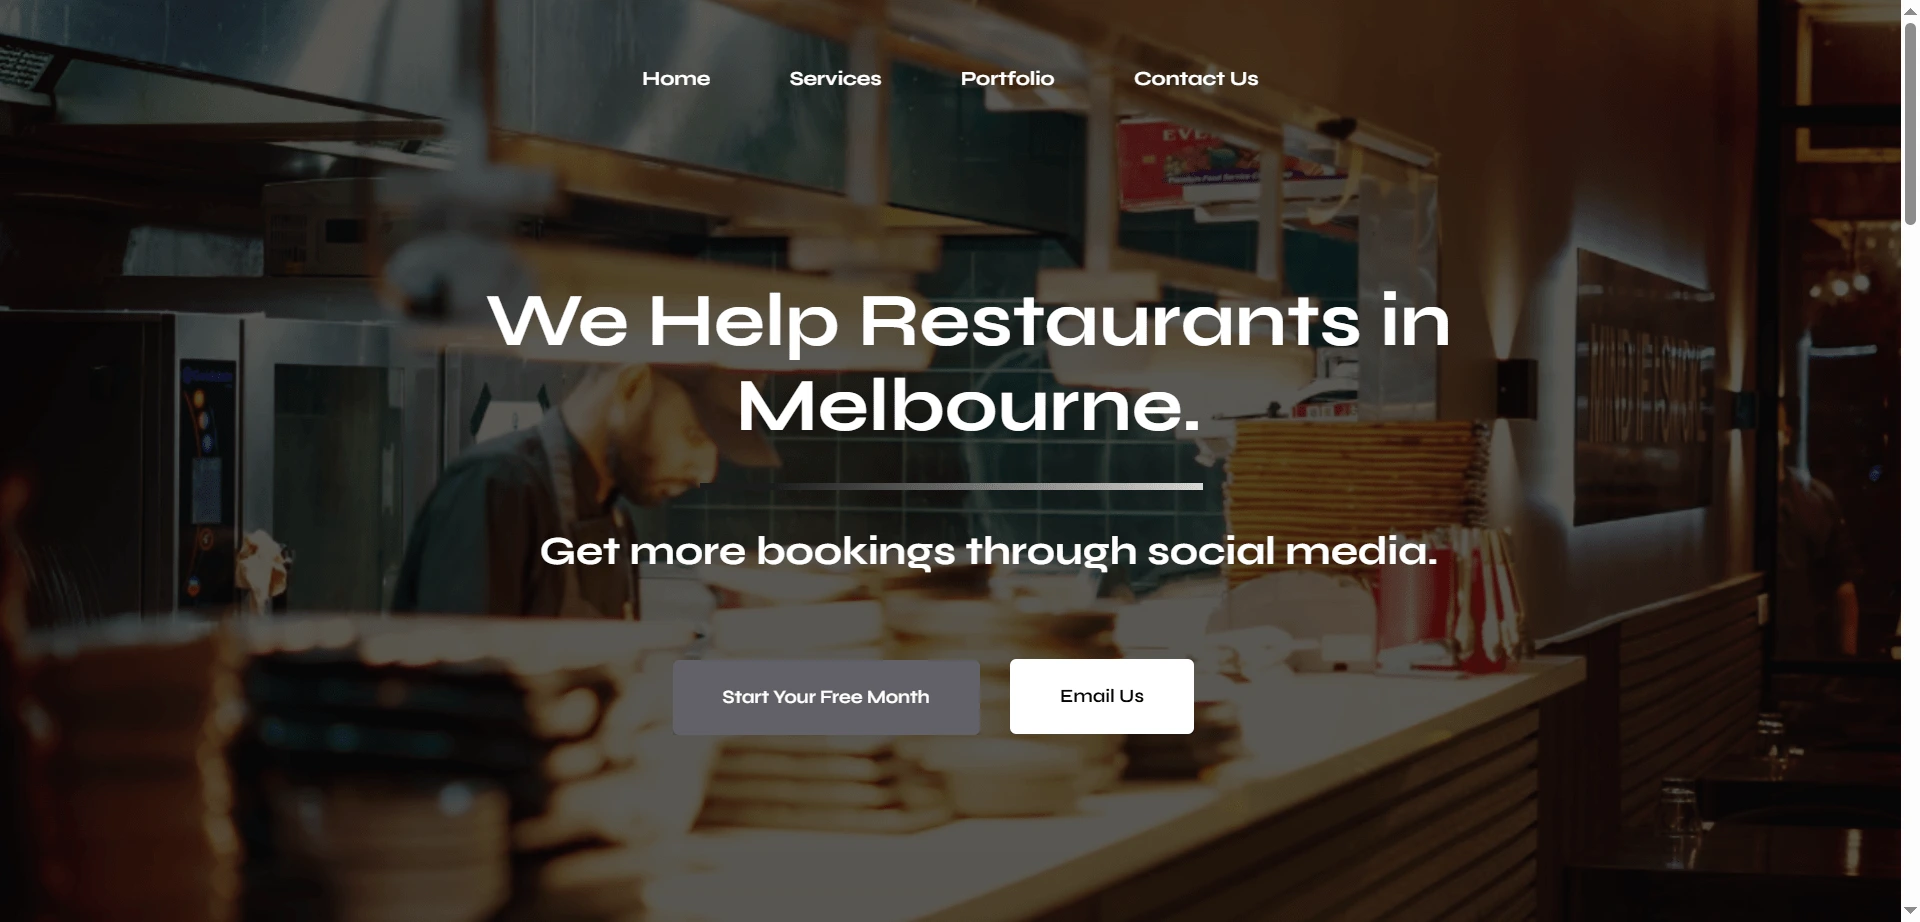 Home Services Portfolio Contact Us
EVE
We Help Restaurants in
Melbourne.
Get more bookings through social media.
Start Your Free Month
Email Us